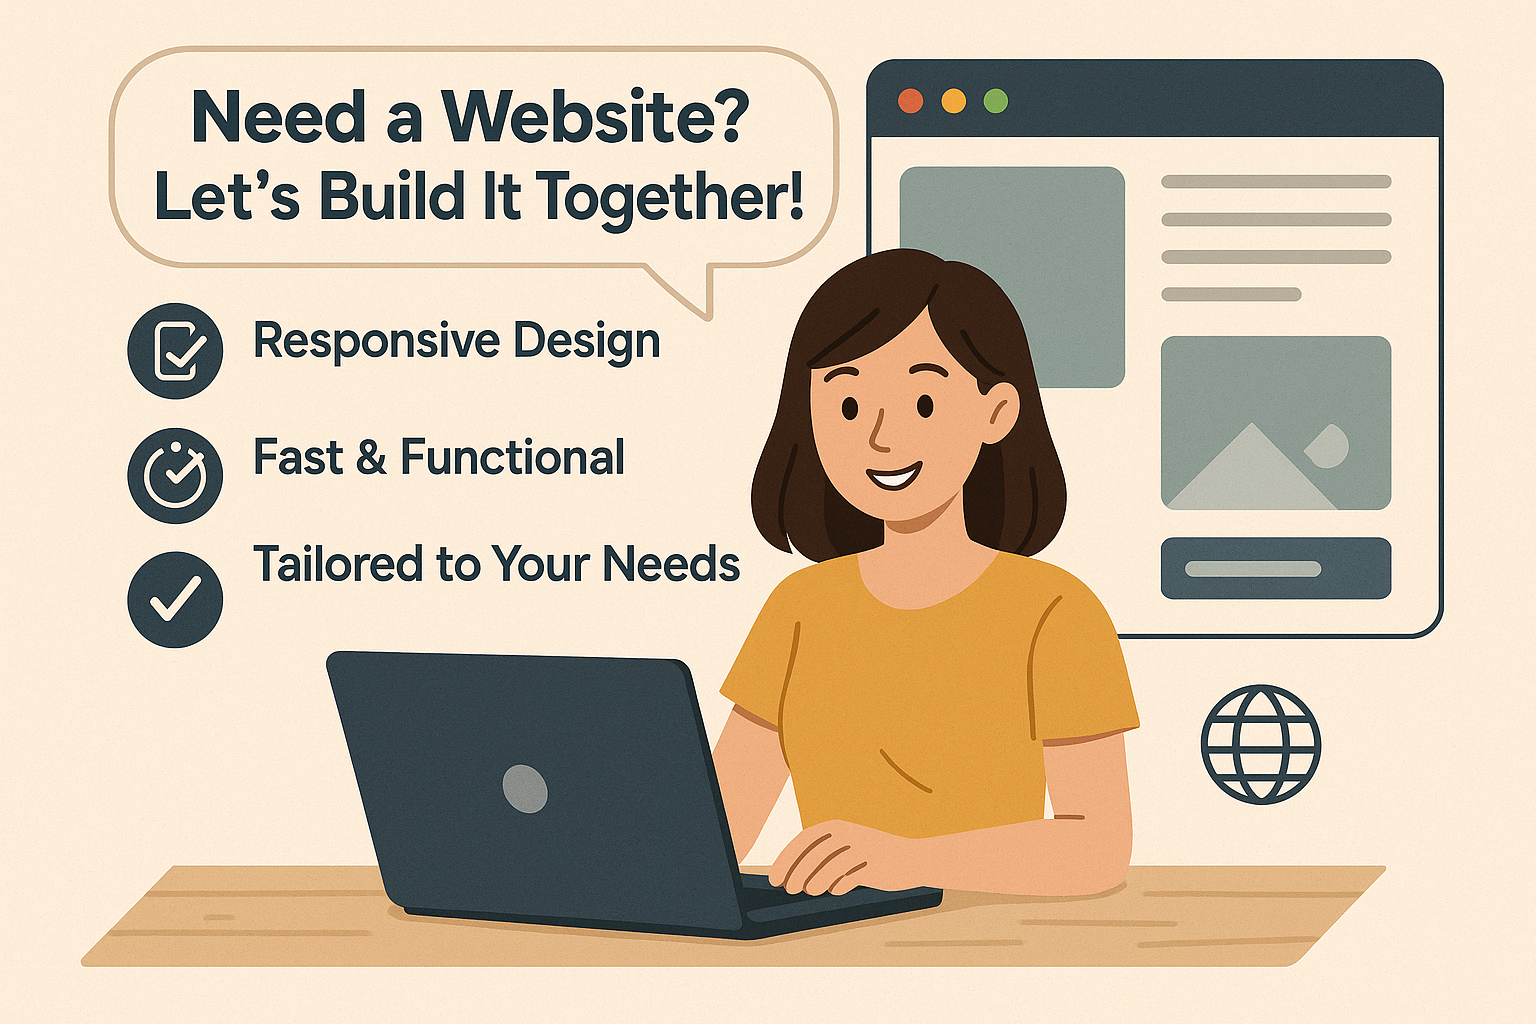 Need a Website?
Let's Build It Together!
Responsive Design
Fast & Functional
Tailored to Your Needs